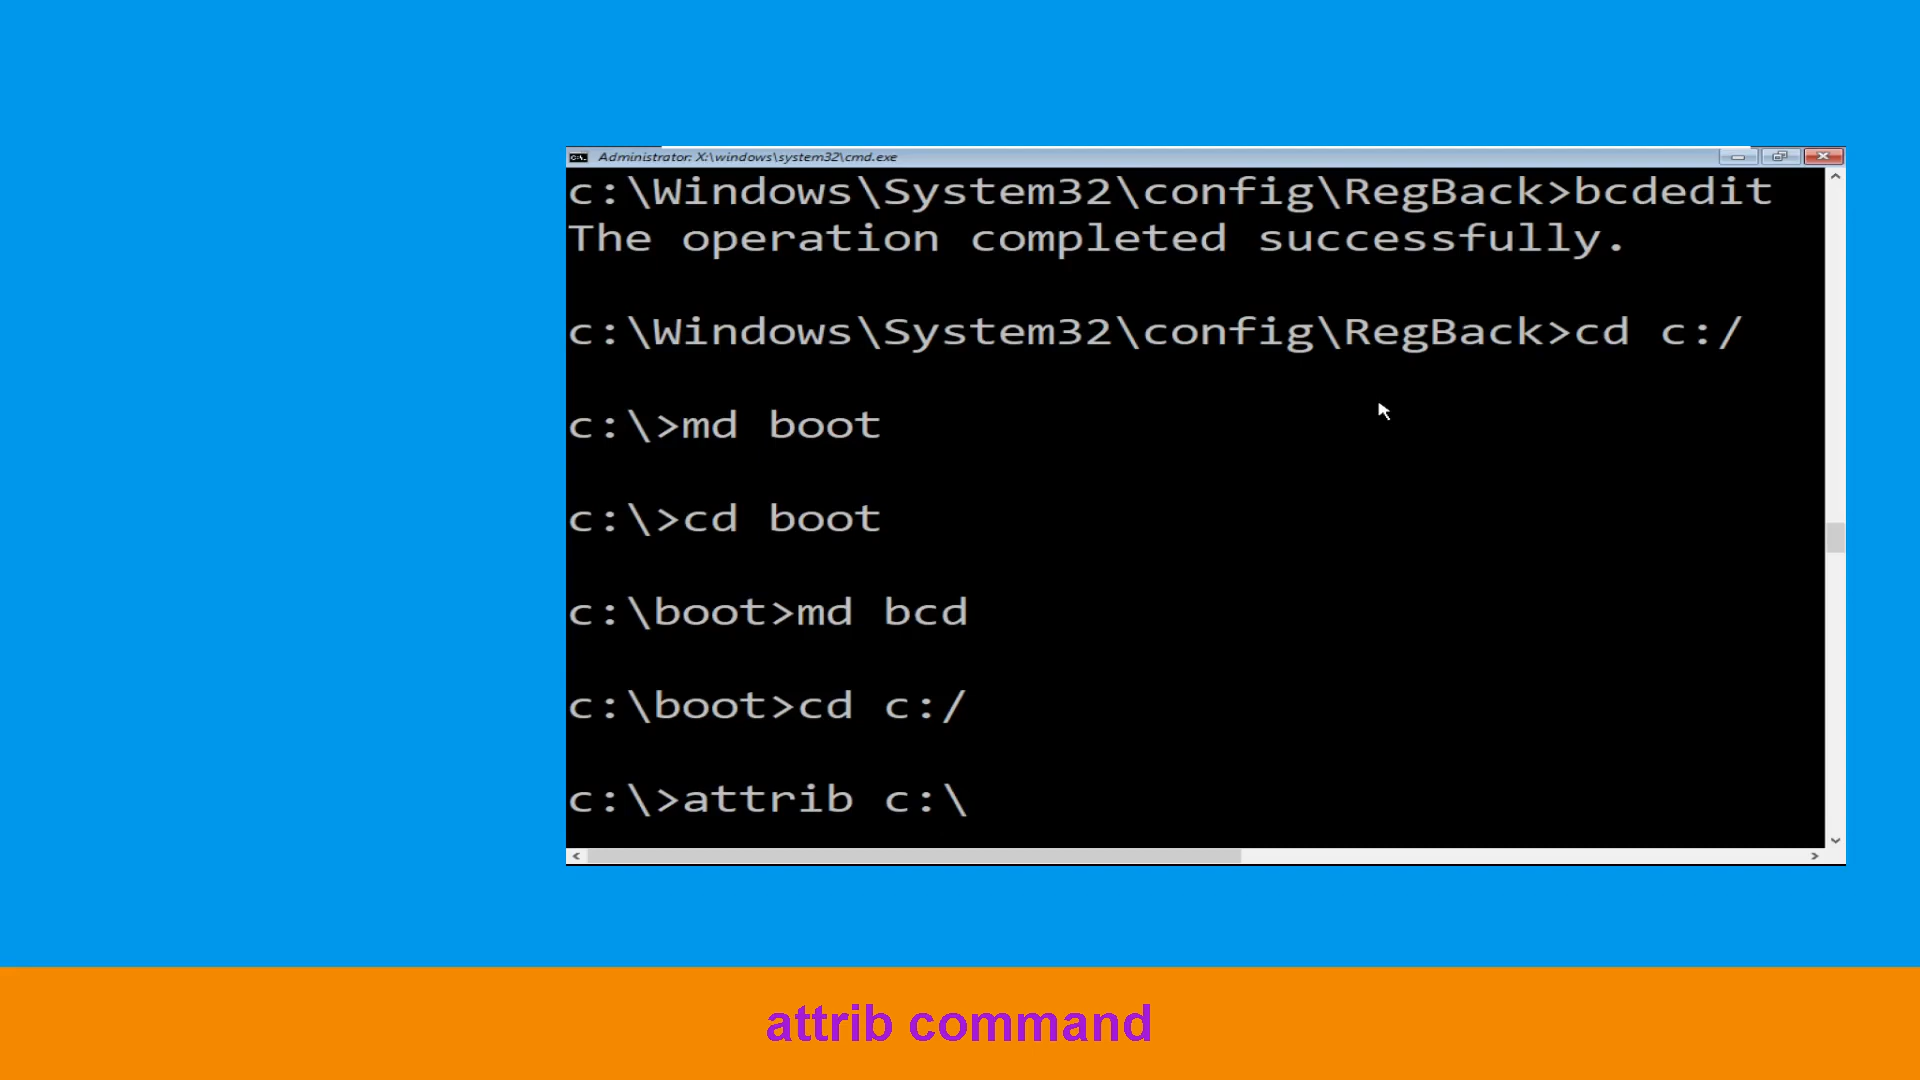 Administrator: X:\windows\system32\cmd.exe
c:\Windows\System32\config\RegBack>bcdedit
The operation completed successfully.
c:\Windows\System32\config\RegBack>cd c:/
c:\>md boot
c:\>cd boot
c:\boot>md bcd
c:\boot>cd c:/
c:\>attrib c:\
attrib command